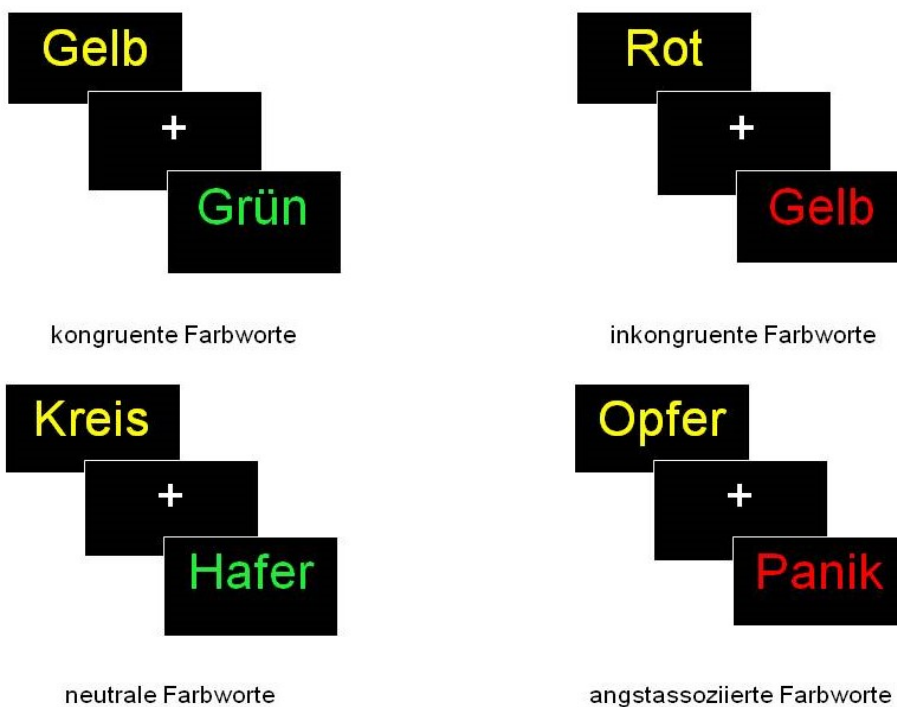 Gelb
+
Grün
kongruente Farbworte
Rot
+
Gelb
inkongruente Farbworte
Kreis
+
Hafer
neutrale Farbworte
Opfer
+
Panik
angstassoziierte Farbworte